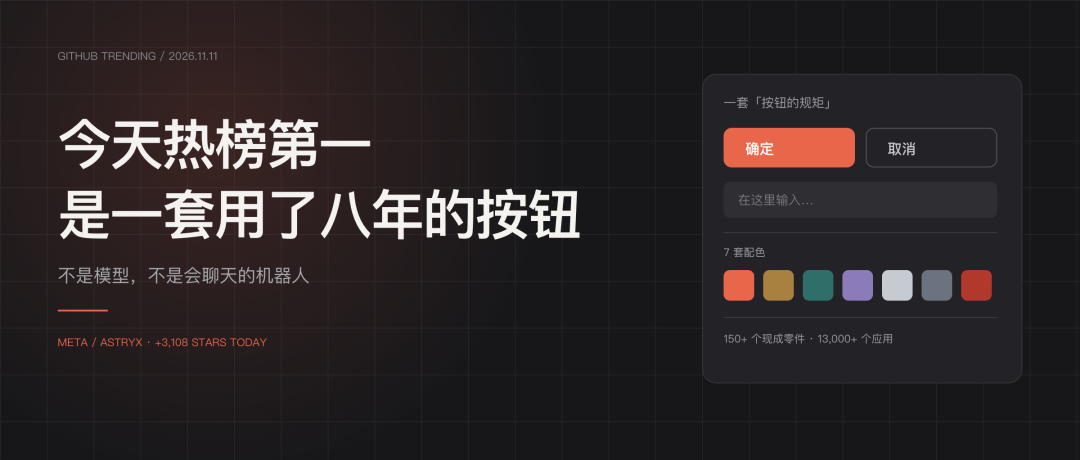 GITHUB TRENDING / 2026.11.11
今天热榜第一
是一套用了八年的按钮
不是模型，不是会聊天的机器人
META / ASTRYX · +3,108 STARS TODAY
一套「按钮的规矩」
确定
取消
在这里输入...
7 套配色
150+ 个现成零件 · 13,000+ 个应用